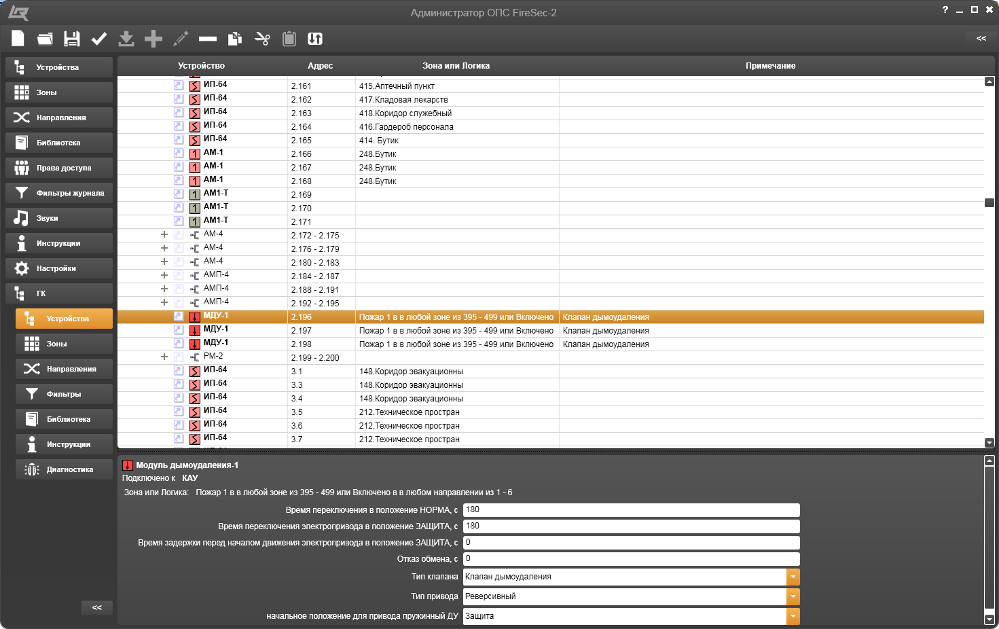 Администратор ОПС FireSec-2
?
<<
Устройства
Зоны
Направления
Библиотека
Права доступа
Фильтры журнала
Звуки
Инструкции
Настройки
ГК
Устройства
Зоны
Направления
Фильтры
Библиотека
Инструкции
Диагностика
<<
Устройство Адрес Зона или Логика Примечание
ИП-64 2.161 415.Аптечный пункт
ИП-64 2.162 417.Кладовая лекарств
ИП-64 2.163 418.Коридор служебный
ИП-64 2.164 416.Гардероб персонала
ИП-64 2.165 414. Бутик
1 АМ-1 2.166 248.Бутик
1 АМ-1 2.167 248.Бутик
1 АМ-1 2.168 248.Бутик
1 АМ1-Т 2.169
1 АМ1-Т 2.170
1 АМ1-Т 2.171
АМ-4 2.172 - 2.175
АМ-4 2.176 - 2.179
АМ-4 2.180 - 2.183
АМП-4 2.184 - 2.187
АМП-4 2.188 - 2.191
АМП-4 2.192 - 2.195
МДУ-1 2.196 Пожар 1 в в любой зоне из 395 - 499 или Включено Клапан дымоудаления
МДУ-1 2.197 Пожар 1 в в любой зоне из 395 - 499 или Включено Клапан дымоудаления
МДУ-1 2.198 Пожар 1 в в любой зоне из 395 - 499 или Включено Клапан дымоудаления
РМ-2 2.199 - 2.200
ИП-64 3.1 148.Коридор эвакуационны
ИП-64 3.3 148.Коридор эвакуационны
ИП-64 3.4 148.Коридор эвакуационны
ИП-64 3.5 212.Техническое простран
ИП-64 3.6 212.Техническое простран
ИП-64 3.7 212.Техническое простран
Модуль дымоудаления-1
Подключено к КАУ
Зона или Логика: Пожар 1 в в любой зоне из 395 - 499 или Включено в в любом направлении из 1 - 6
Время переключения в положение НОРМА, с 180
Время переключения электропривода в положение ЗАЩИТА, с 180
Время задержки перед началом движения электропривода в положение ЗАЩИТА, с 0
Отказ обмена, с 0
Тип клапана Клапан дымоудаления
Тип привода Реверсивный
начальное положение для привода пружинный ДУ Защита